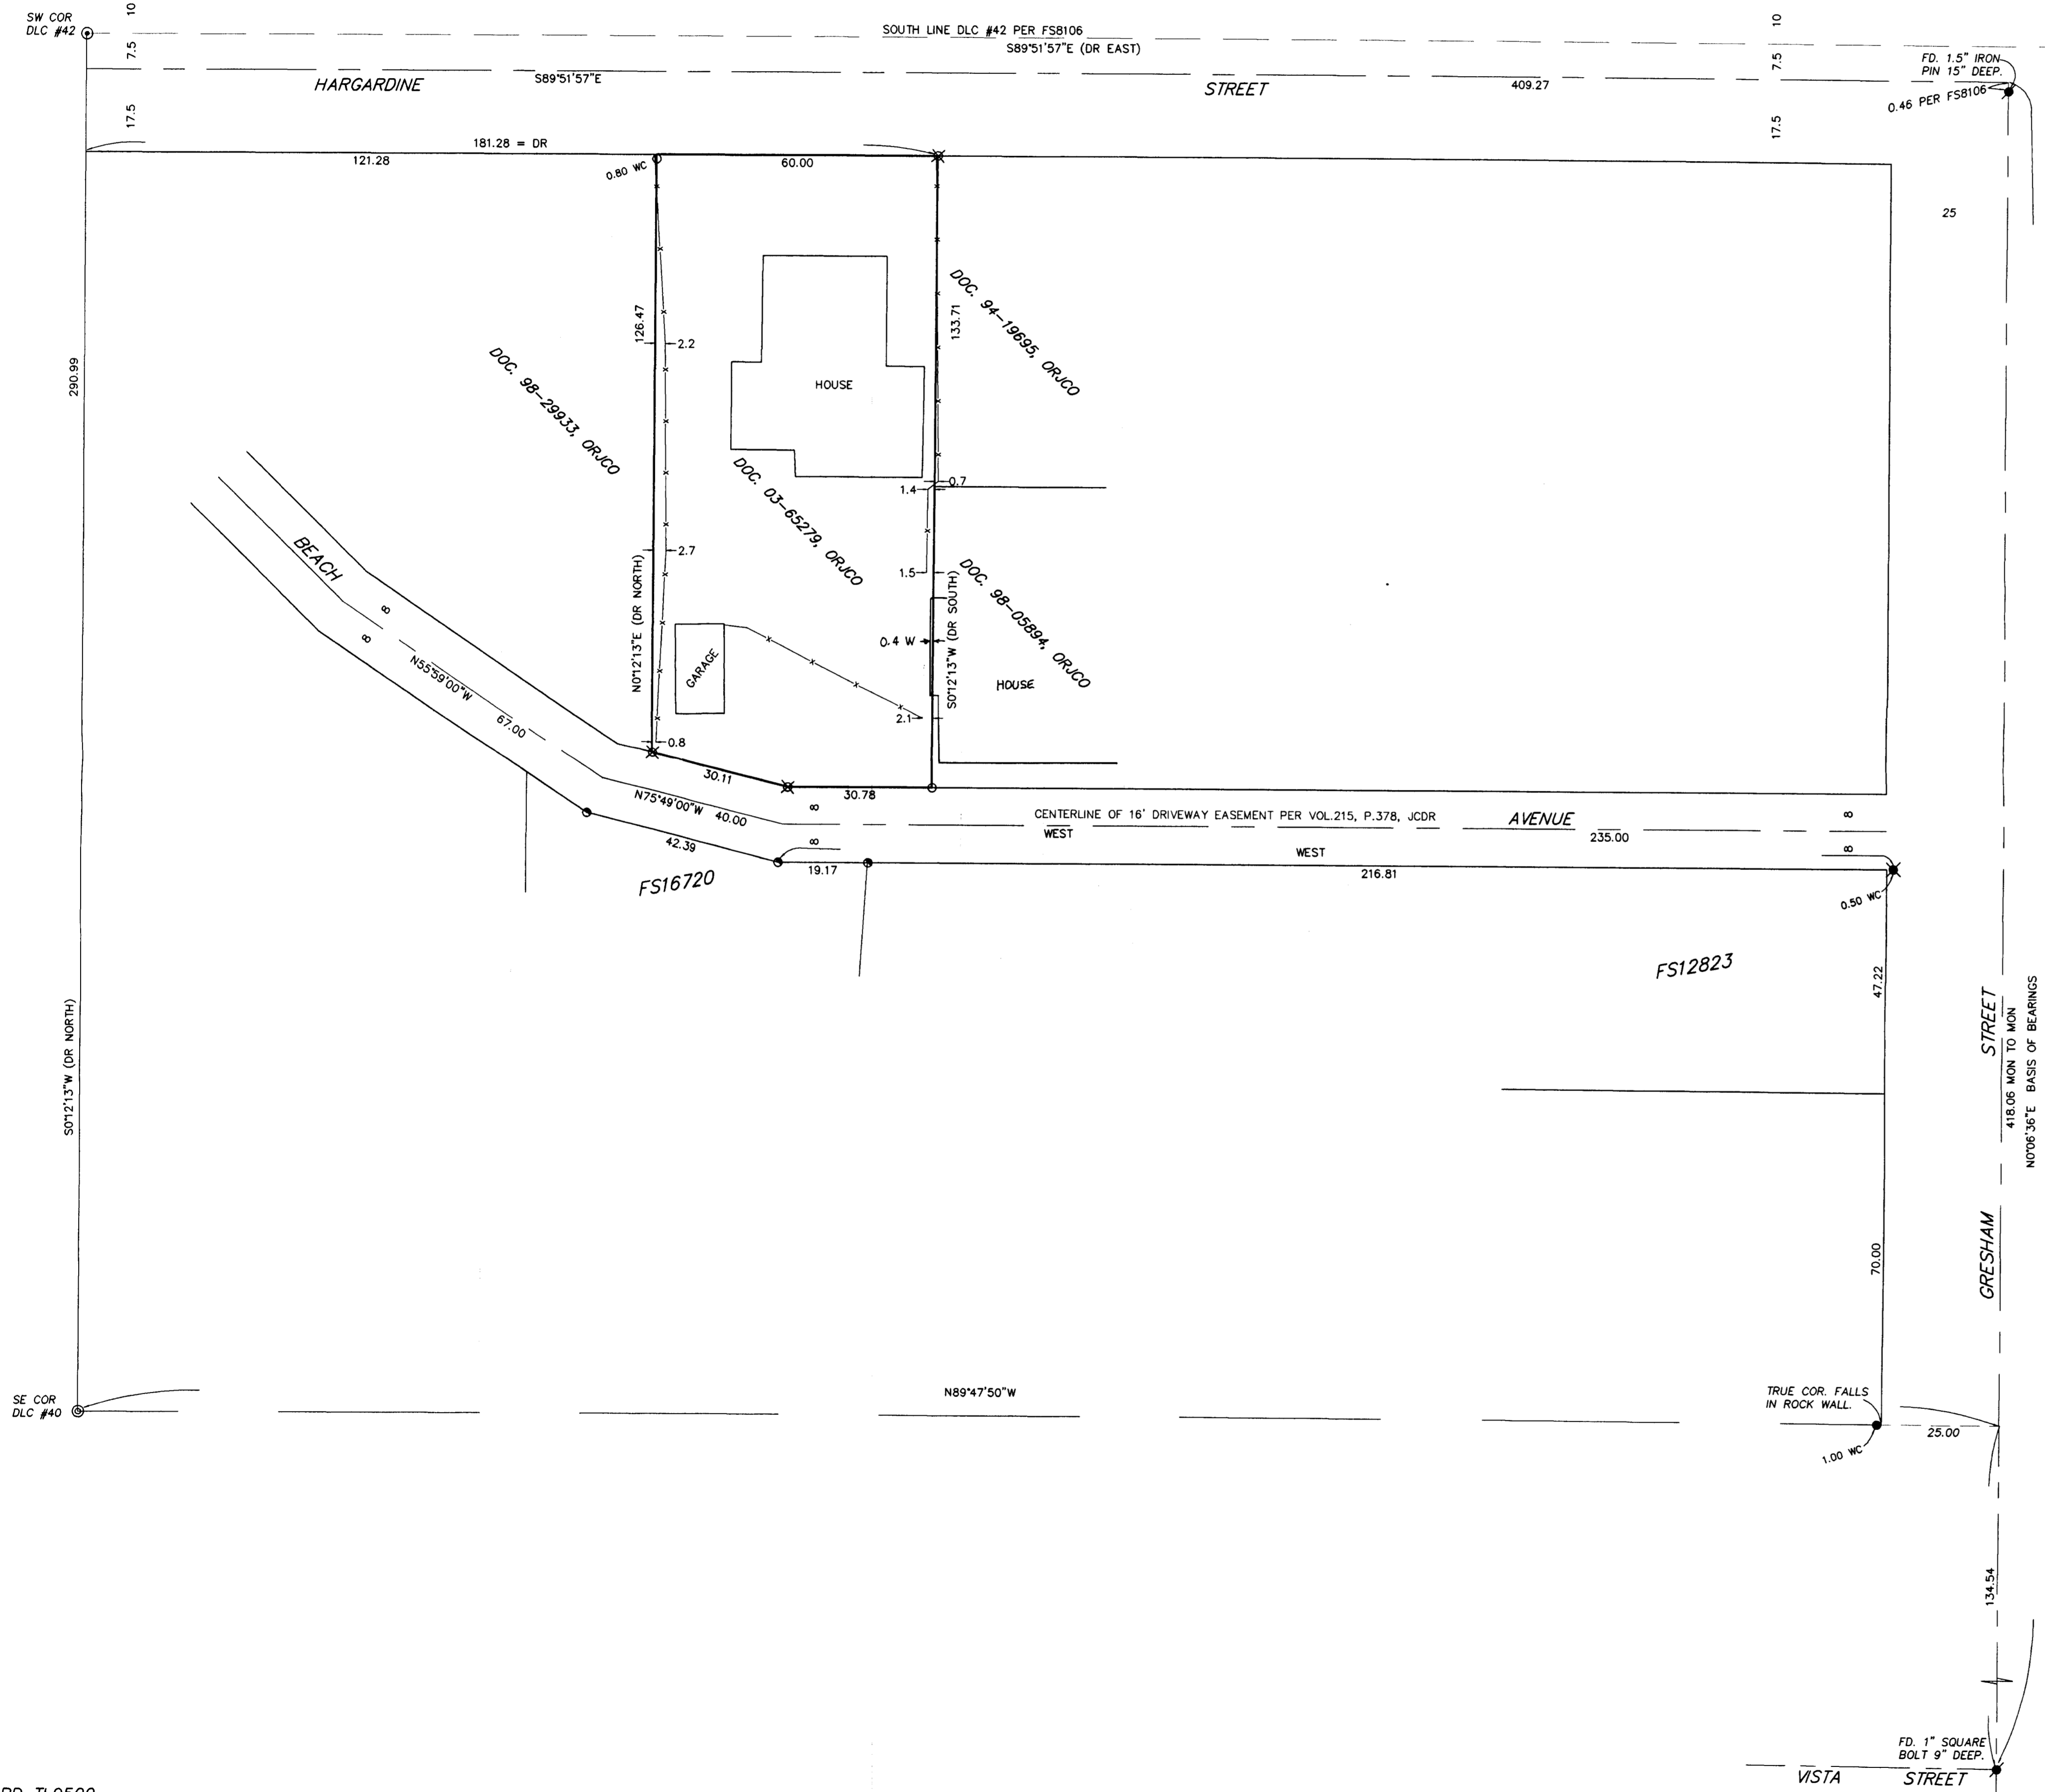 SW COR
DLC #42
10
7.5
17.5
SOUTH LINE DLC #42 PER FS8106
S89°51'57"E (DR EAST)
10
7.5
17.5
FD. 1.5" IRON
PIN 15" DEEP.
0.46 PER FS8106
HARGARDINE
S89°51'57"E
STREET
409.27
181.28 = DR
121.28
0.80 WC
60.00
25
290.99
126.47
2.2
133.71
DOC. 94-19695, ORJCO
DOC. 98-29933, ORJCO
HOUSE
DOC. 03-65279, ORJCO
0.7
1.4
BEACH
8
8
2.7
1.5
N0°12'13"E (DR NORTH)
S0°12'13"W (DR SOUTH)
DOC. 98-05894, ORJCO
0.4 W
HOUSE
GARAGE
2.1
N55°59'00"W
67.00
0.8
30.11
30.78
N75°49'00"W 40.00
8
8
CENTERLINE OF 16' DRIVEWAY EASEMENT PER VOL.215, P.378, JCDR
WEST
AVENUE
235.00
8
8
42.39
19.17
WEST
216.81
FS16720
0.50 WC
FS12823
47.22
S0°12'13"W (DR NORTH)
STREET
418.06 MON TO MON
N0°06'36"E BASIS OF BEARINGS
70.00
GRESHAM
SE COR
DLC #40
N89°47'50"W
TRUE COR. FALLS
IN ROCK WALL.
25.00
1.00 WC
134.54
FD. 1" SQUARE
BOLT 9" DEEP.
VISTA
STREET